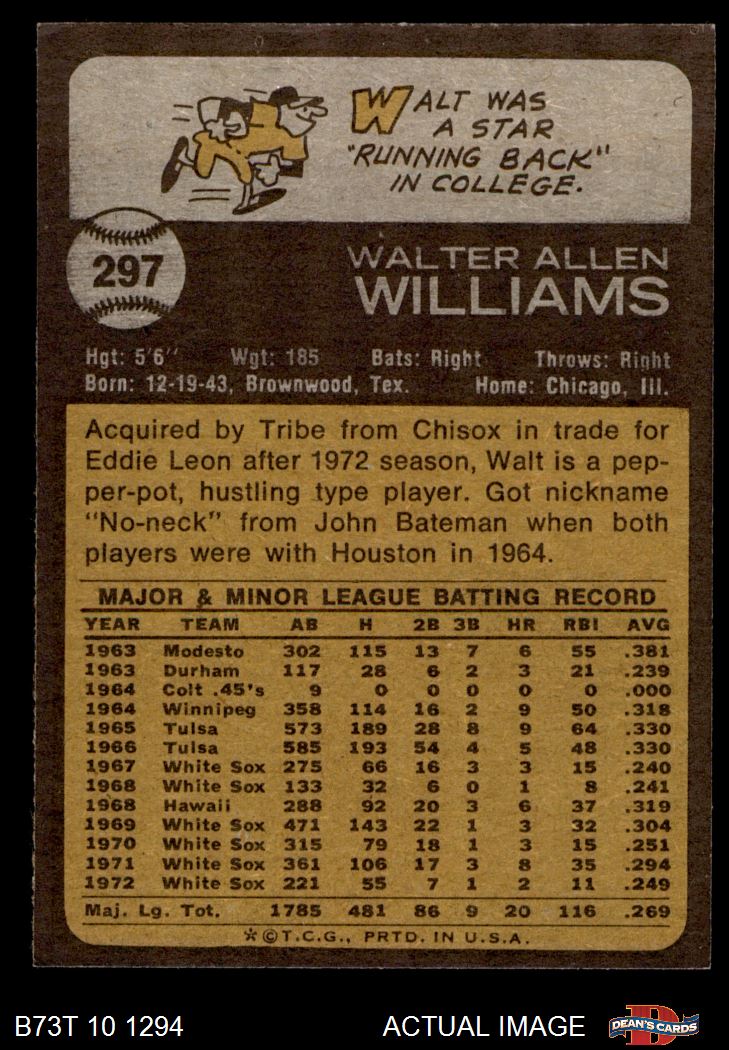 WALT WAS
A STAR
"RUNNING BACK"
IN COLLEGE.
297
WALTER ALLEN
WILLIAMS
Hgt: 5'6" Wgt: 185 Bats: Right Throws: Right
Born: 12-19-43, Brownwood, Tex. Home: Chicago, Ill.
Acquired by Tribe from Chisox in trade for
Eddie Leon after 1972 season, Walt is a pep-
per-pot, hustling type player. Got nickname
"No-neck" from John Bateman when both
players were with Houston in 1964.
MAJOR & MINOR LEAGUE BATTING RECORD
YEAR TEAM AB H 2B 3B HR RBI AVG
1963 Modesto 302 115 13 7 6 55 .381
1963 Durham 117 28 6 2 3 21 .239
1964 Colt .45's 9 0 0 0 0 0 .000
1964 Winnipeg 358 114 16 2 9 50 .318
1965 Tulsa 573 189 28 8 9 64 .330
1966 Tulsa 585 193 54 4 5 48 .330
1967 White Sox 275 66 16 3 3 15 .240
1968 White Sox 133 32 6 0 1 8 .241
1968 Hawaii 288 92 20 3 6 37 .319
1969 White Sox 471 143 22 1 3 32 .304
1970 White Sox 315 79 18 1 3 15 .251
1971 White Sox 361 106 17 3 8 35 .294
1972 White Sox 221 55 7 1 2 11 .249
Maj. Lg. Tot. 1785 481 86 9 20 116 .269
*©T.C.G., PRTD. IN U.S.A.
B73T 10 1294 ACTUAL IMAGE DEAN'S CARDS